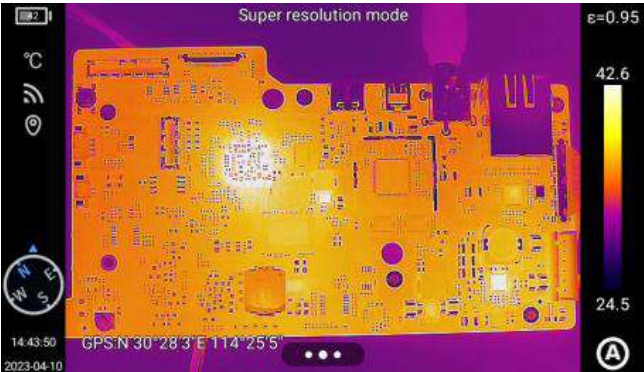 42
Super resolution mode
ε=0.95
°C
42.6
N
E
W
S
24.5
14:43:50
GPS:N 30°28'3"E 114°25'5"
2023-04-10
A